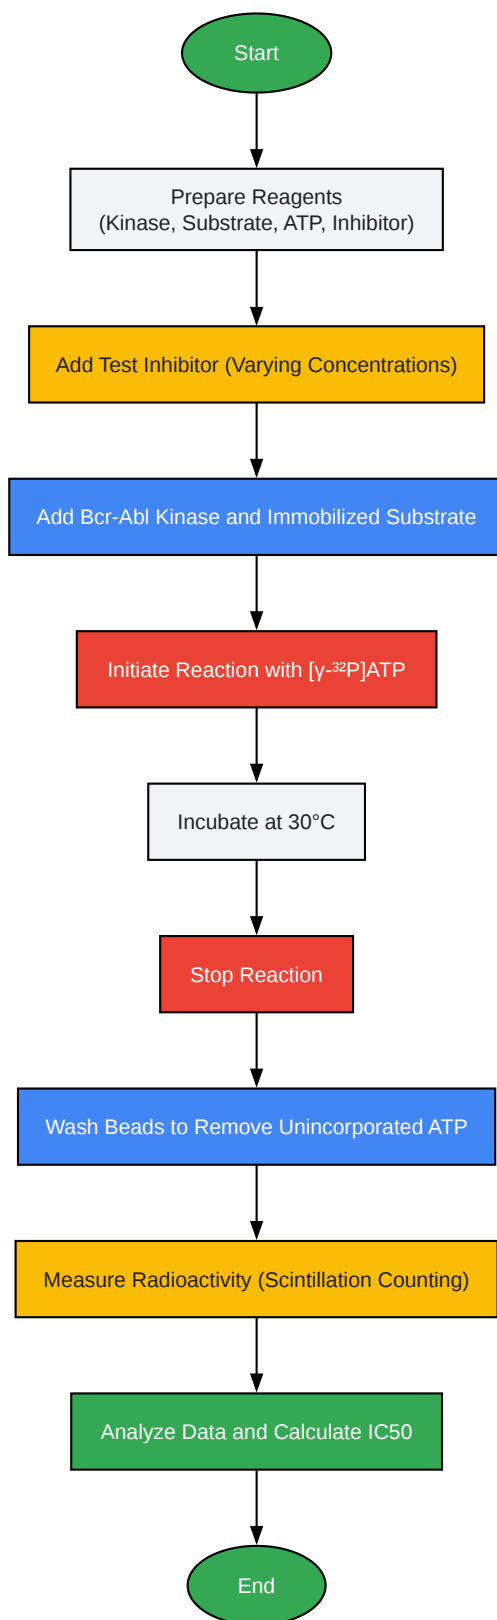 Start
Prepare Reagents
(Kinase, Substrate, ATP, Inhibitor)
Add Test Inhibitor (Varying Concentrations)
Add Bcr-Abl Kinase and Immobilized Substrate
Initiate Reaction with [γ-³²P]ATP
Incubate at 30°C
Stop Reaction
Wash Beads to Remove Unincorporated ATP
Measure Radioactivity (Scintillation Counting)
Analyze Data and Calculate IC50
End